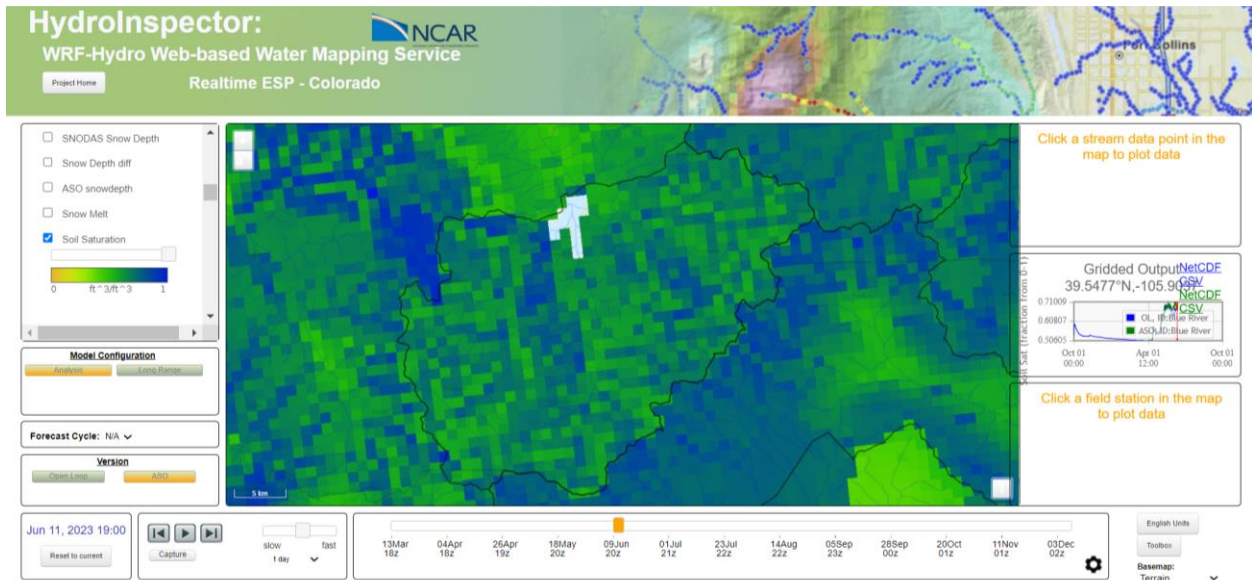 HydroInspector:
NCAR
WRF-Hydro Web-based Water Mapping Service
Project Home
Realtime ESP - Colorado
SNODAS Snow Depth
Snow Depth diff
ASO snowdepth
Snow Melt
Soil Saturation
0 ft^3/ft^3 1
Model Configuration
Analysis Long Range
Forecast Cycle: N/A
Version
Open Loop ASO
5 km
Click a stream data point in the
map to plot data
Gridded Output
39.5477°N,-105.90
NetCDF
CSV
NetCDF
CSV
Soil Sat (fraction from 0-1)
0.71009
0.60807
0.50605
OL, ID:Blue River
ASO,ID:Blue River
Oct 01 Apr 01 Oct 01
00:00 12:00 00:00
Click a field station in the map
to plot data
Jun 11, 2023 19:00
Reset to current
Capture
slow fast
1 day
13Mar 04Apr 26Apr 18May 09Jun 01Jul 23Jul 14Aug 05Sep 28Sep 20Oct 11Nov 03Dec
18z 18z 19z 20z 20z 21z 22z 22z 23z 00z 01z 01z 02z
English Units
Toolbox
Basemap:
Terrain